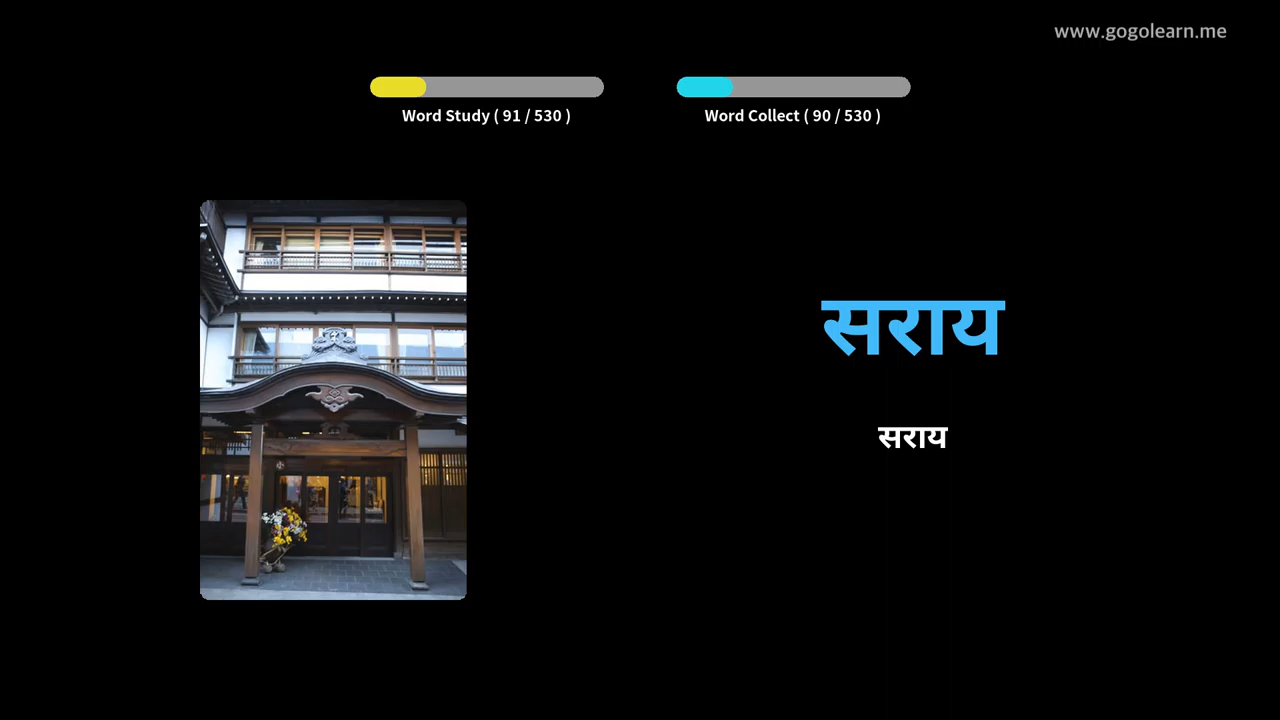 www.gogolearn.me
Word Study ( 91 / 530 )
Word Collect ( 90 / 530 )
सराय
सराय